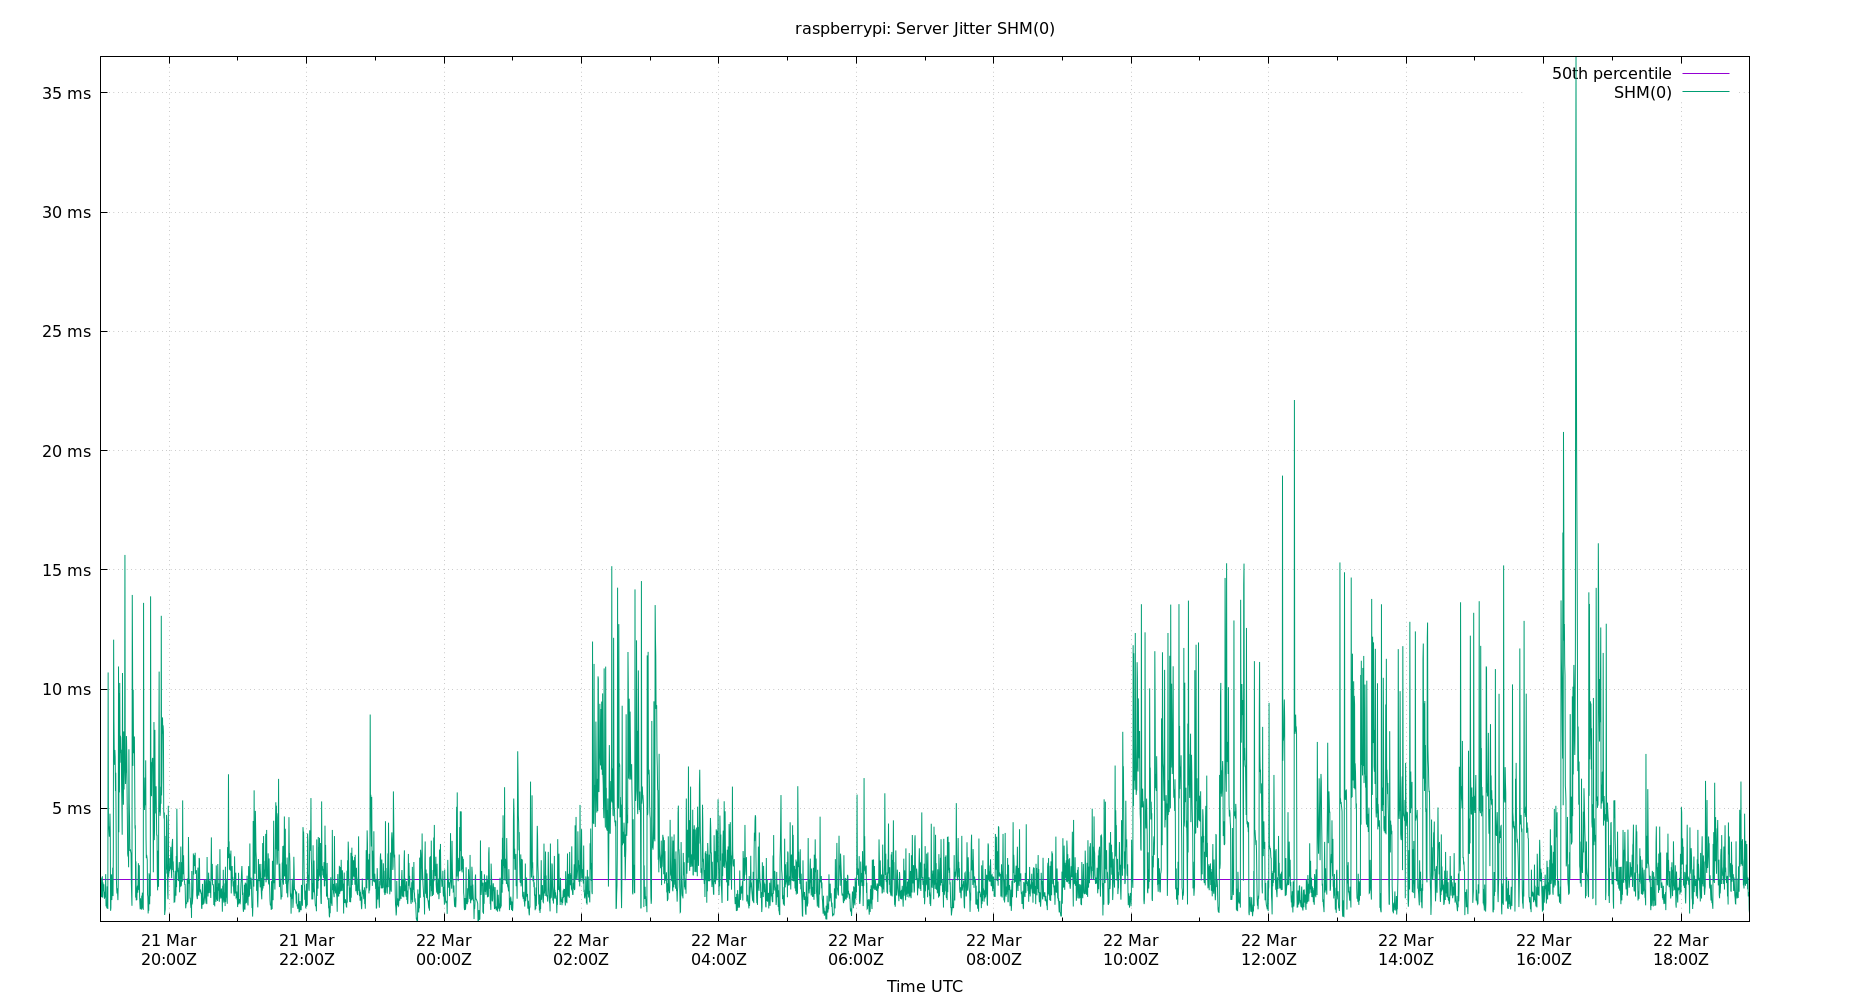 raspberrypi: Server Jitter SHM(0)
50th percentile
SHM(0)
35 ms
30 ms
25 ms
20 ms
15 ms
10 ms
5 ms
21 Mar 21 Mar 22 Mar 22 Mar 22 Mar 22 Mar 22 Mar 22 Mar 22 Mar 22 Mar 22 Mar 22 Mar
20:00Z 22:00Z 00:00Z 02:00Z 04:00Z 06:00Z 08:00Z 10:00Z 12:00Z 14:00Z 16:00Z 18:00Z
Time UTC